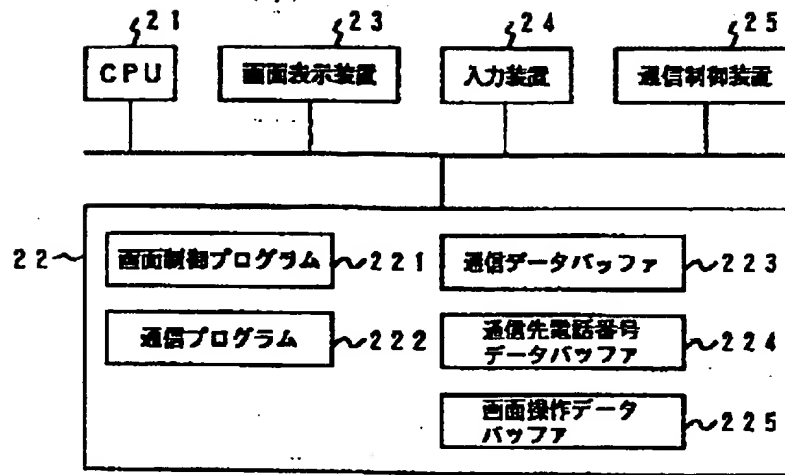 21 23 24 25
CPU 画面表示装置 入力装置 通信制御装置
22 画面制御プログラム 221 通信データバッファ 223
通信プログラム 222 通信先電話番号 224
データバッファ
画面操作データ 225
バッファ